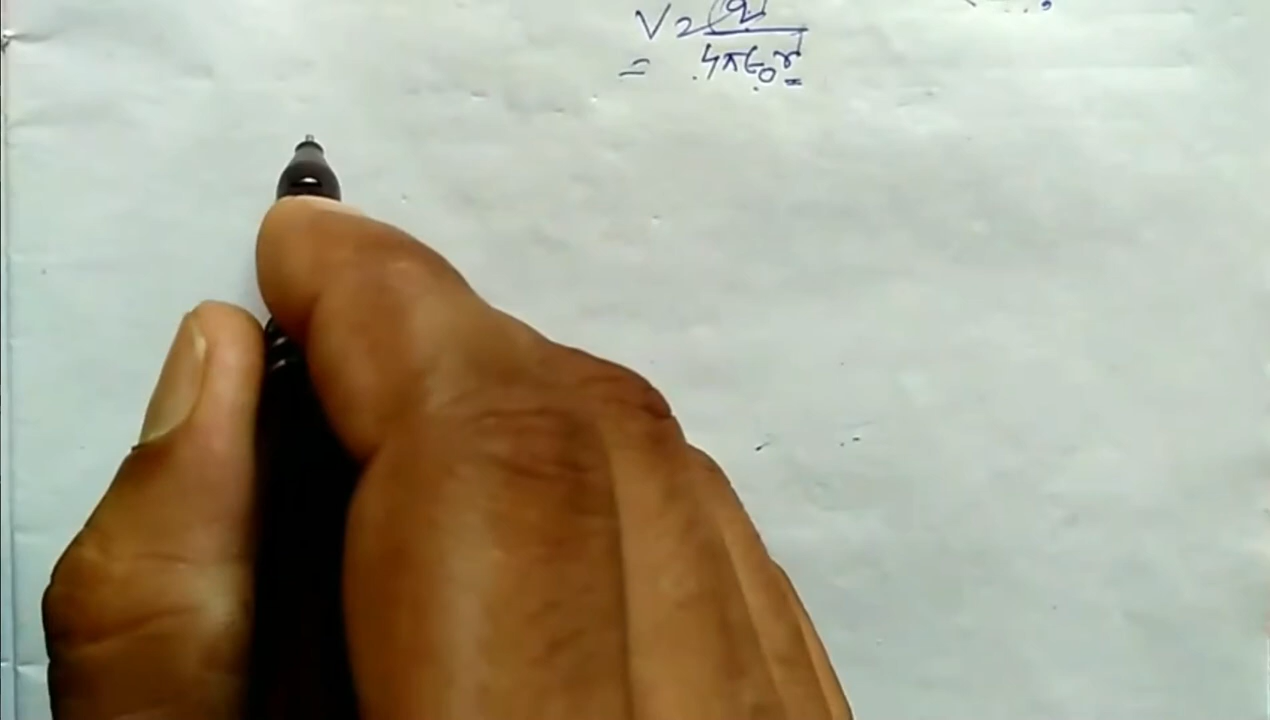 V = q
= 4πϵ₀r